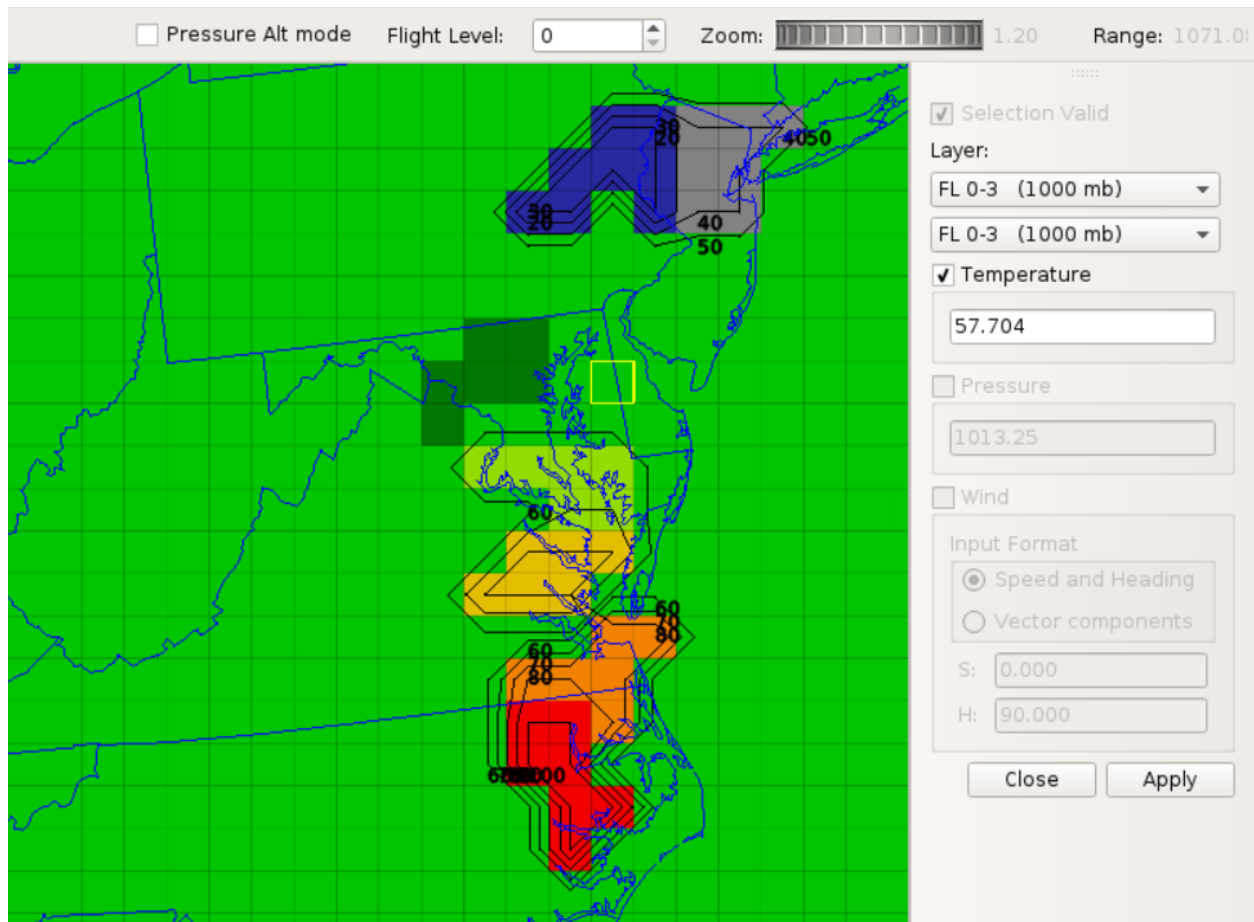 Pressure Alt mode Flight Level: 0 Zoom: 1.20 Range:
Selection Valid
Layer:
FL 0-3 (1000 mb)
FL 0-3 (1000 mb)
Temperature
57.704
Pressure
1013.25
Wind
Input Format
Speed and Heading
Vector components
S: 0.000
H: 90.000
Close Apply
30
20
40 50
30
20
40
50
60
60
70
80
60
70
80